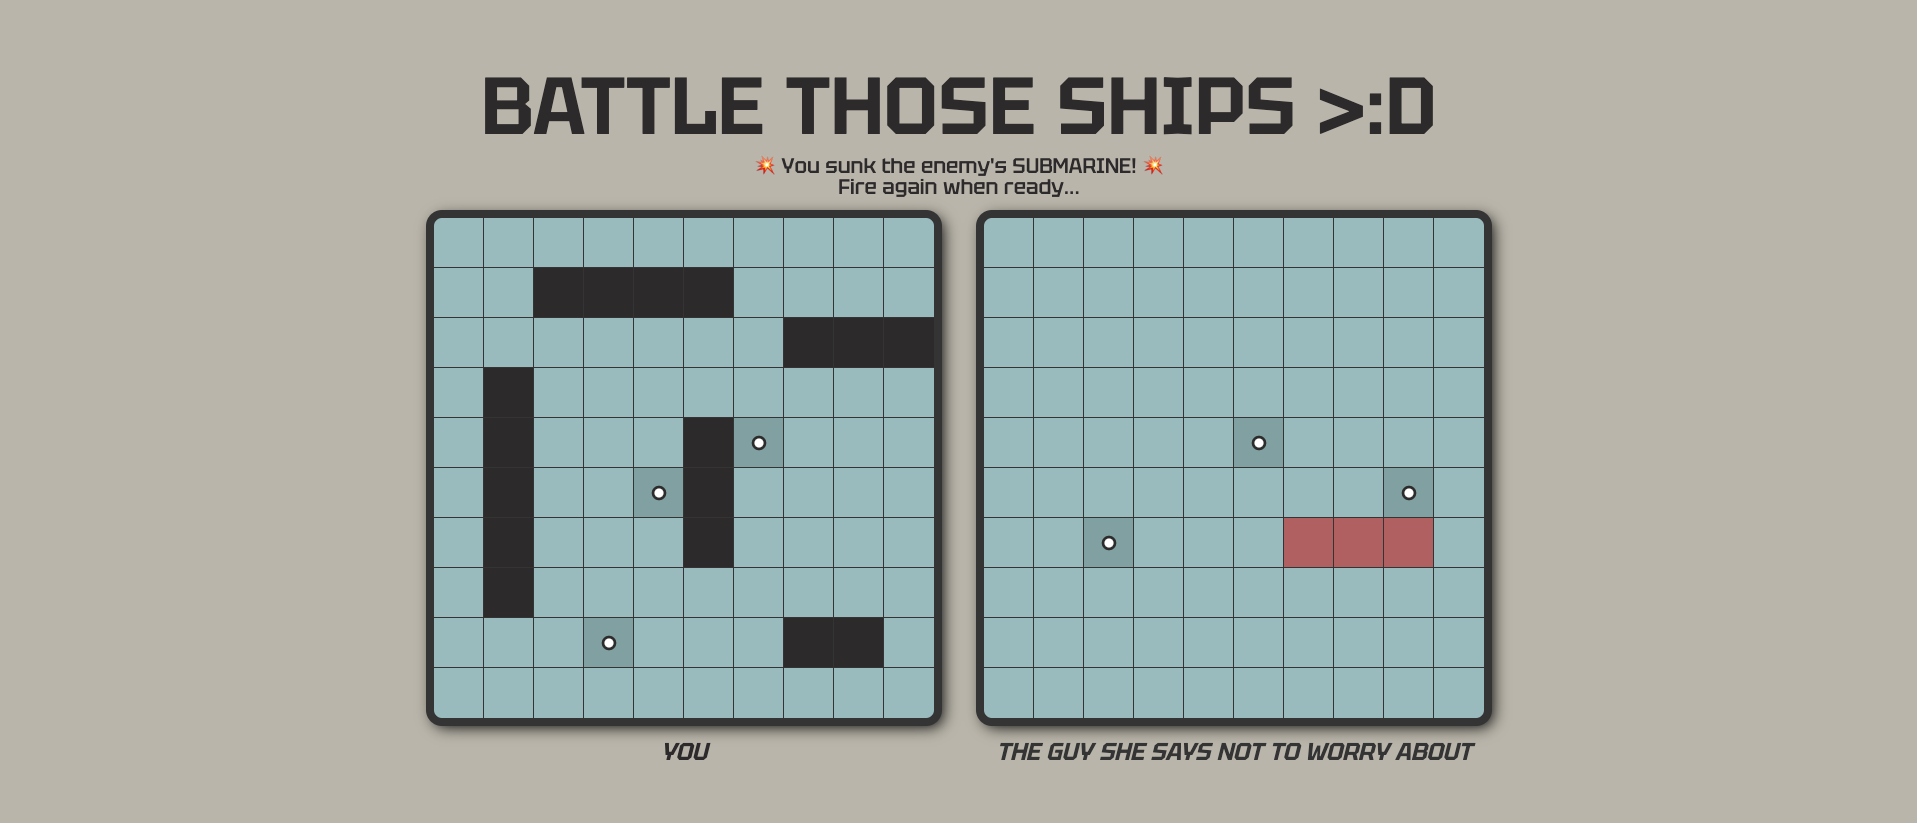 BATTLE THOSE SHIPS >:D
💥 You sunk the enemy's SUBMARINE! 💥
Fire again when ready...
YOU
THE GUY SHE SAYS NOT TO WORRY ABOUT